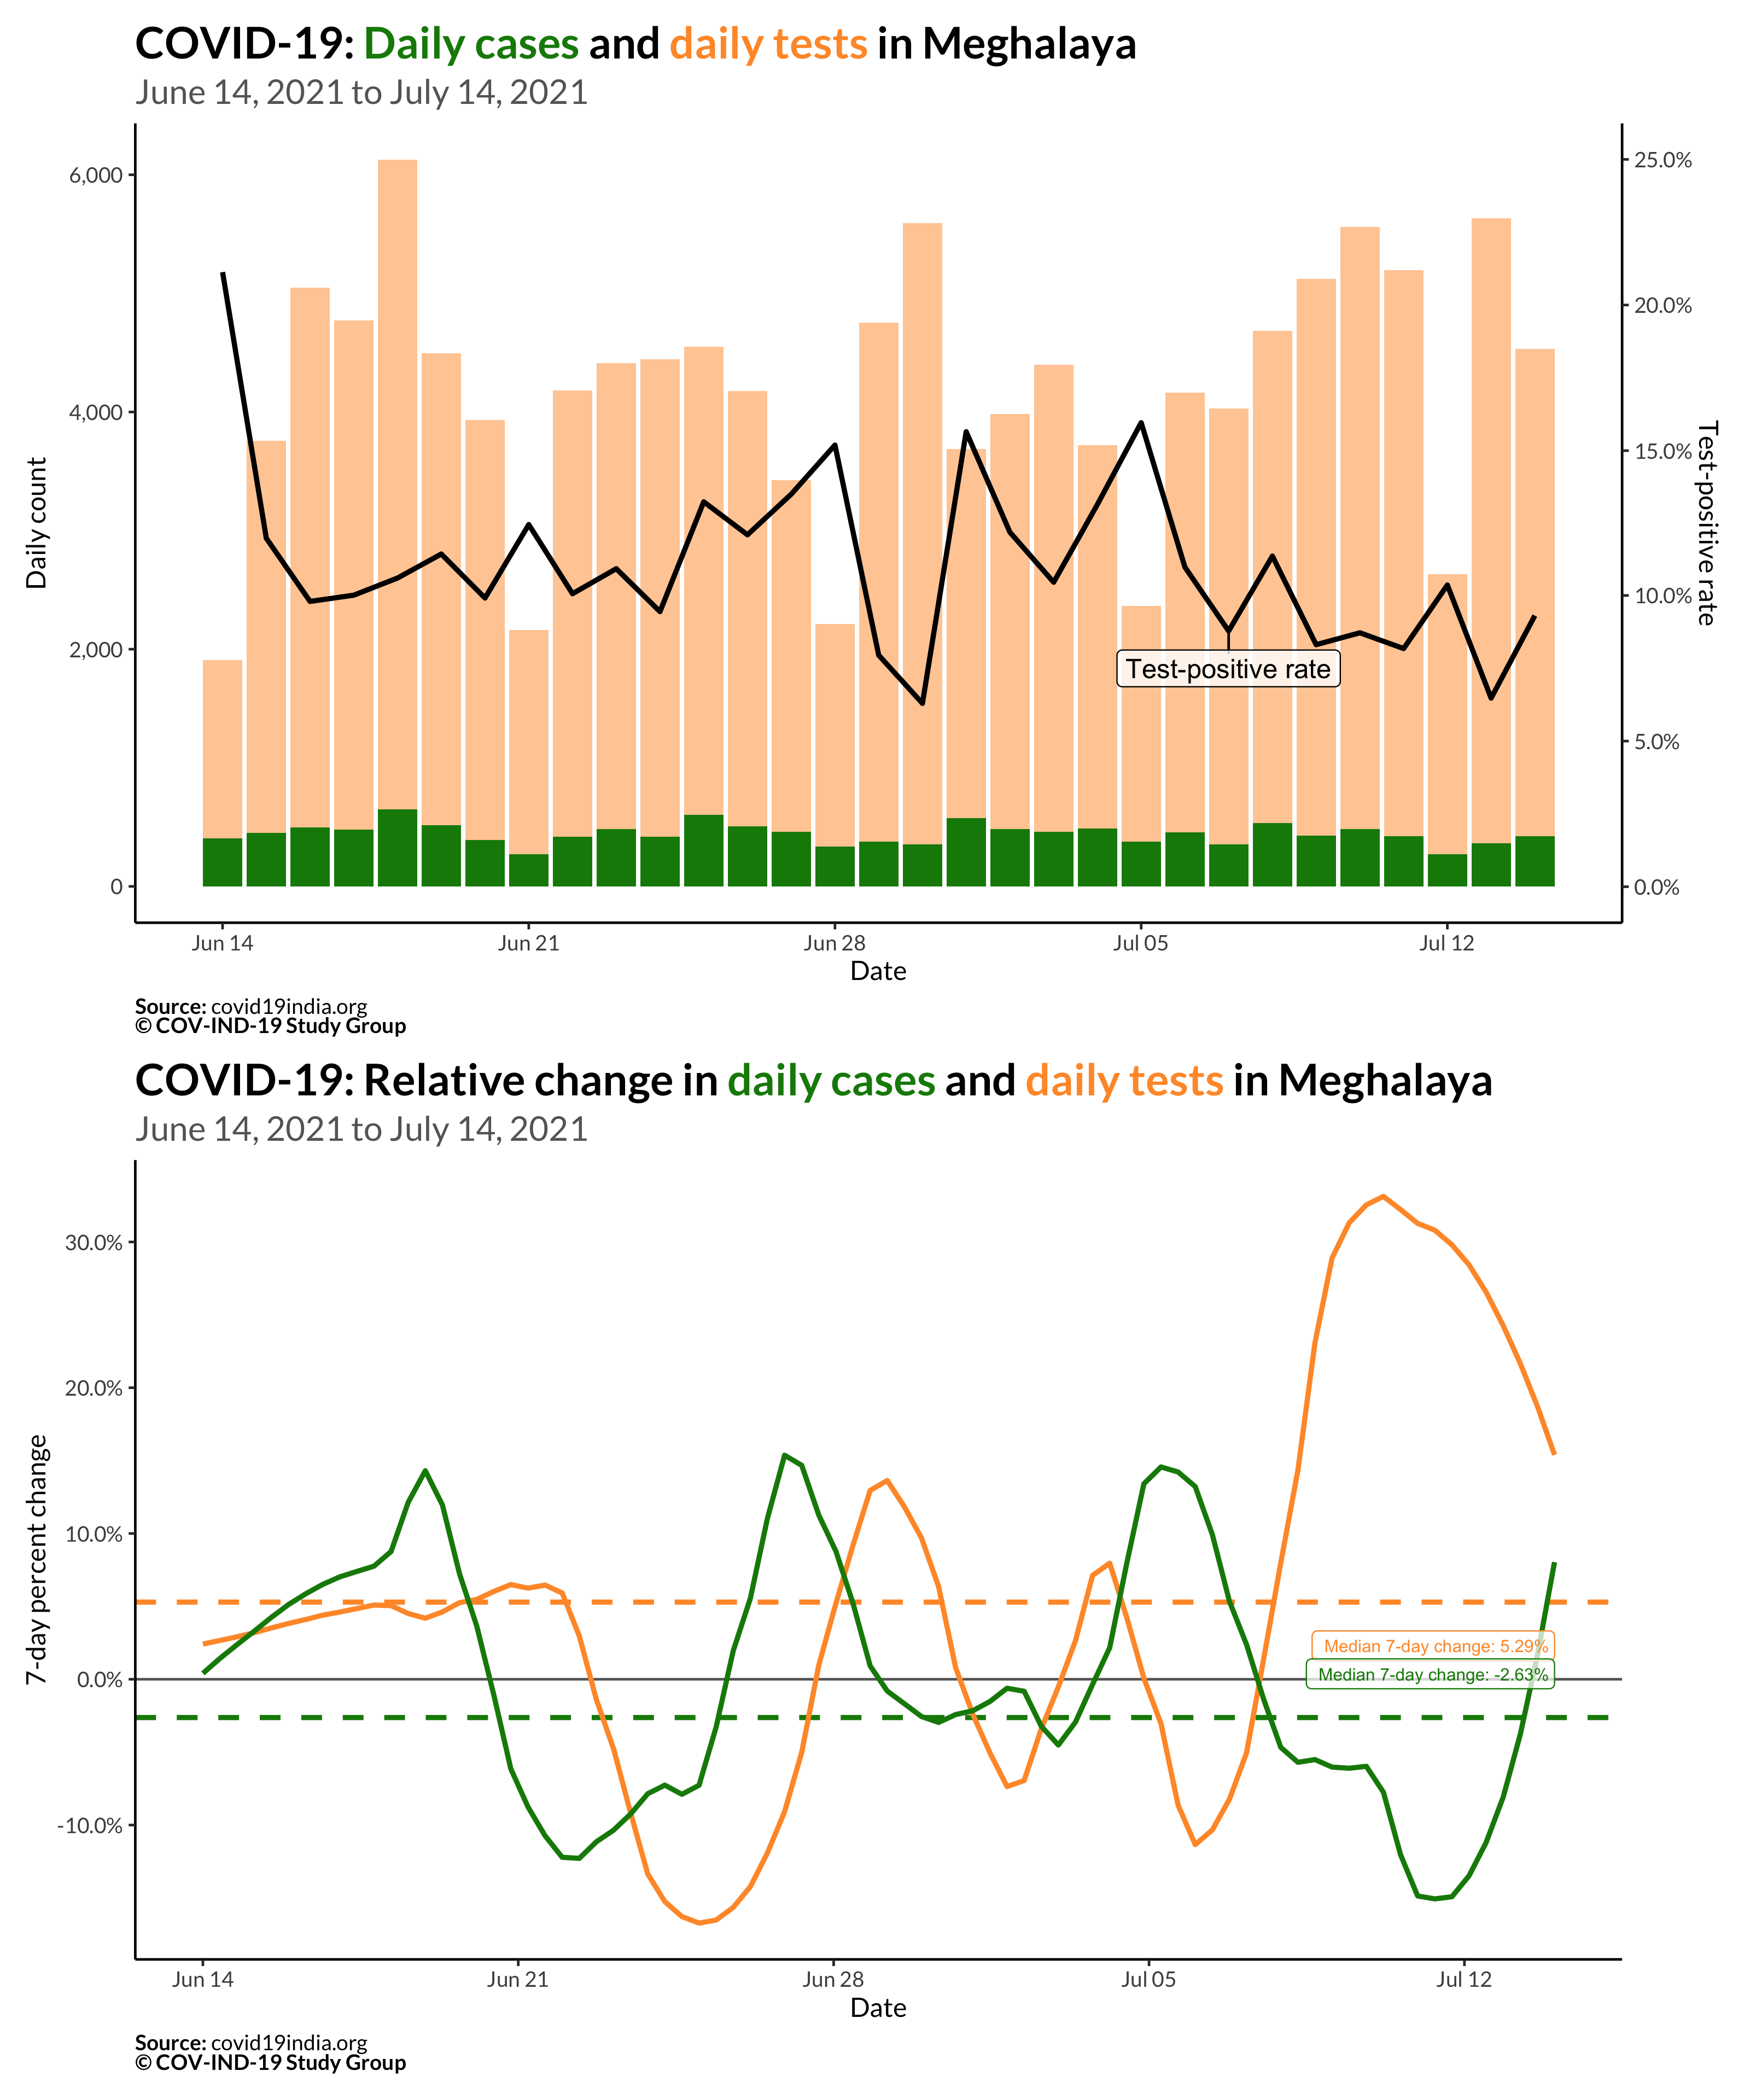 COVID-19: Daily cases and daily tests in Meghalaya
June 14, 2021 to July 14, 2021
6,000
4,000
2,000
0
Daily count
25.0%
20.0%
15.0%
10.0%
5.0%
0.0%
Test-positive rate
Test-positive rate
Jun 14
Jun 21
Jun 28
Jul 05
Jul 12
Date
Source: covid19india.org
© COV-IND-19 Study Group
COVID-19: Relative change in daily cases and daily tests in Meghalaya
June 14, 2021 to July 14, 2021
30.0%
20.0%
10.0%
0.0%
-10.0%
7-day percent change
Median 7-day change: 5.29%
Median 7-day change: -2.63%
Jun 14
Jun 21
Jun 28
Jul 05
Jul 12
Date
Source: covid19india.org
© COV-IND-19 Study Group